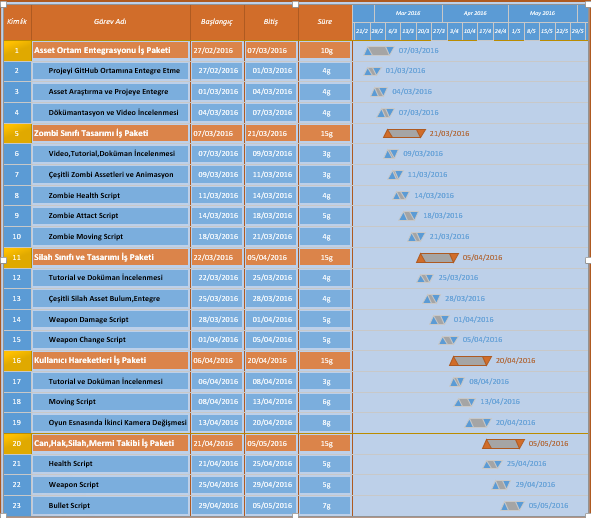 Kimlik Görev Adı Başlangıç Bitiş Süre
Mar 2016 Apr 2016 May 2016
21/2 28/2 6/3 13/3 20/3 27/3 3/4 10/4 17/4 24/4 1/5 8/5 15/5 22/5 29/5
1 Asset Ortam Entegrasyonu İş Paketi 27/02/2016 07/03/2016 10g 07/03/2016
2 Projeyi GitHub Ortamına Entegre Etme 27/02/2016 01/03/2016 4g 01/03/2016
3 Asset Araştırma ve Projeye Entegre 01/03/2016 04/03/2016 4g 04/03/2016
4 Dökümantasyon ve Video İncelenmesi 04/03/2016 07/03/2016 4g 07/03/2016
5 Zombi Sınıfı Tasarımı İş Paketi 07/03/2016 21/03/2016 15g 21/03/2016
6 Video,Tutorial,Doküman İncelenmesi 07/03/2016 09/03/2016 3g 09/03/2016
7 Çeşitli Zombi Assetleri ve Animasyon 09/03/2016 11/03/2016 3g 11/03/2016
8 Zombie Health Script 11/03/2016 14/03/2016 4g 14/03/2016
9 Zombie Attact Script 14/03/2016 18/03/2016 5g 18/03/2016
10 Zombie Moving Script 18/03/2016 21/03/2016 4g 21/03/2016
11 Silah Sınıfı ve Tasarımı İş Paketi 22/03/2016 05/04/2016 15g 05/04/2016
12 Tutorial ve Doküman İncelenmesi 22/03/2016 25/03/2016 4g 25/03/2016
13 Çeşitli Silah Asset Bulum,Entegre 25/03/2016 28/03/2016 4g 28/03/2016
14 Weapon Damage Script 28/03/2016 01/04/2016 5g 01/04/2016
15 Weapon Change Script 01/04/2016 05/04/2016 5g 05/04/2016
16 Kullanıcı Hareketleri İş Paketi 06/04/2016 20/04/2016 15g 20/04/2016
17 Tutorial ve Doküman İncelenmesi 06/04/2016 08/04/2016 3g 08/04/2016
18 Moving Script 08/04/2016 13/04/2016 6g 13/04/2016
19 Oyun Esnasında İkinci Kamera Değişmesi 13/04/2016 20/04/2016 8g 20/04/2016
20 Can,Hak,Silah,Mermi Takibi İş Paketi 21/04/2016 05/05/2016 15g 05/05/2016
21 Health Script 21/04/2016 25/04/2016 5g 25/04/2016
22 Weapon Script 25/04/2016 29/04/2016 5g 29/04/2016
23 Bullet Script 29/04/2016 05/05/2016 7g 05/05/2016